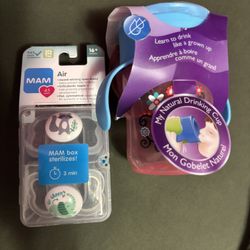 16+
MAM
Air
MAM box
sterilizes!
3 min
Learn to drink
like a grown up
Apprendre à boire
comme un grand
My Natural Drinking Cup
Mon Gobelet Naturel